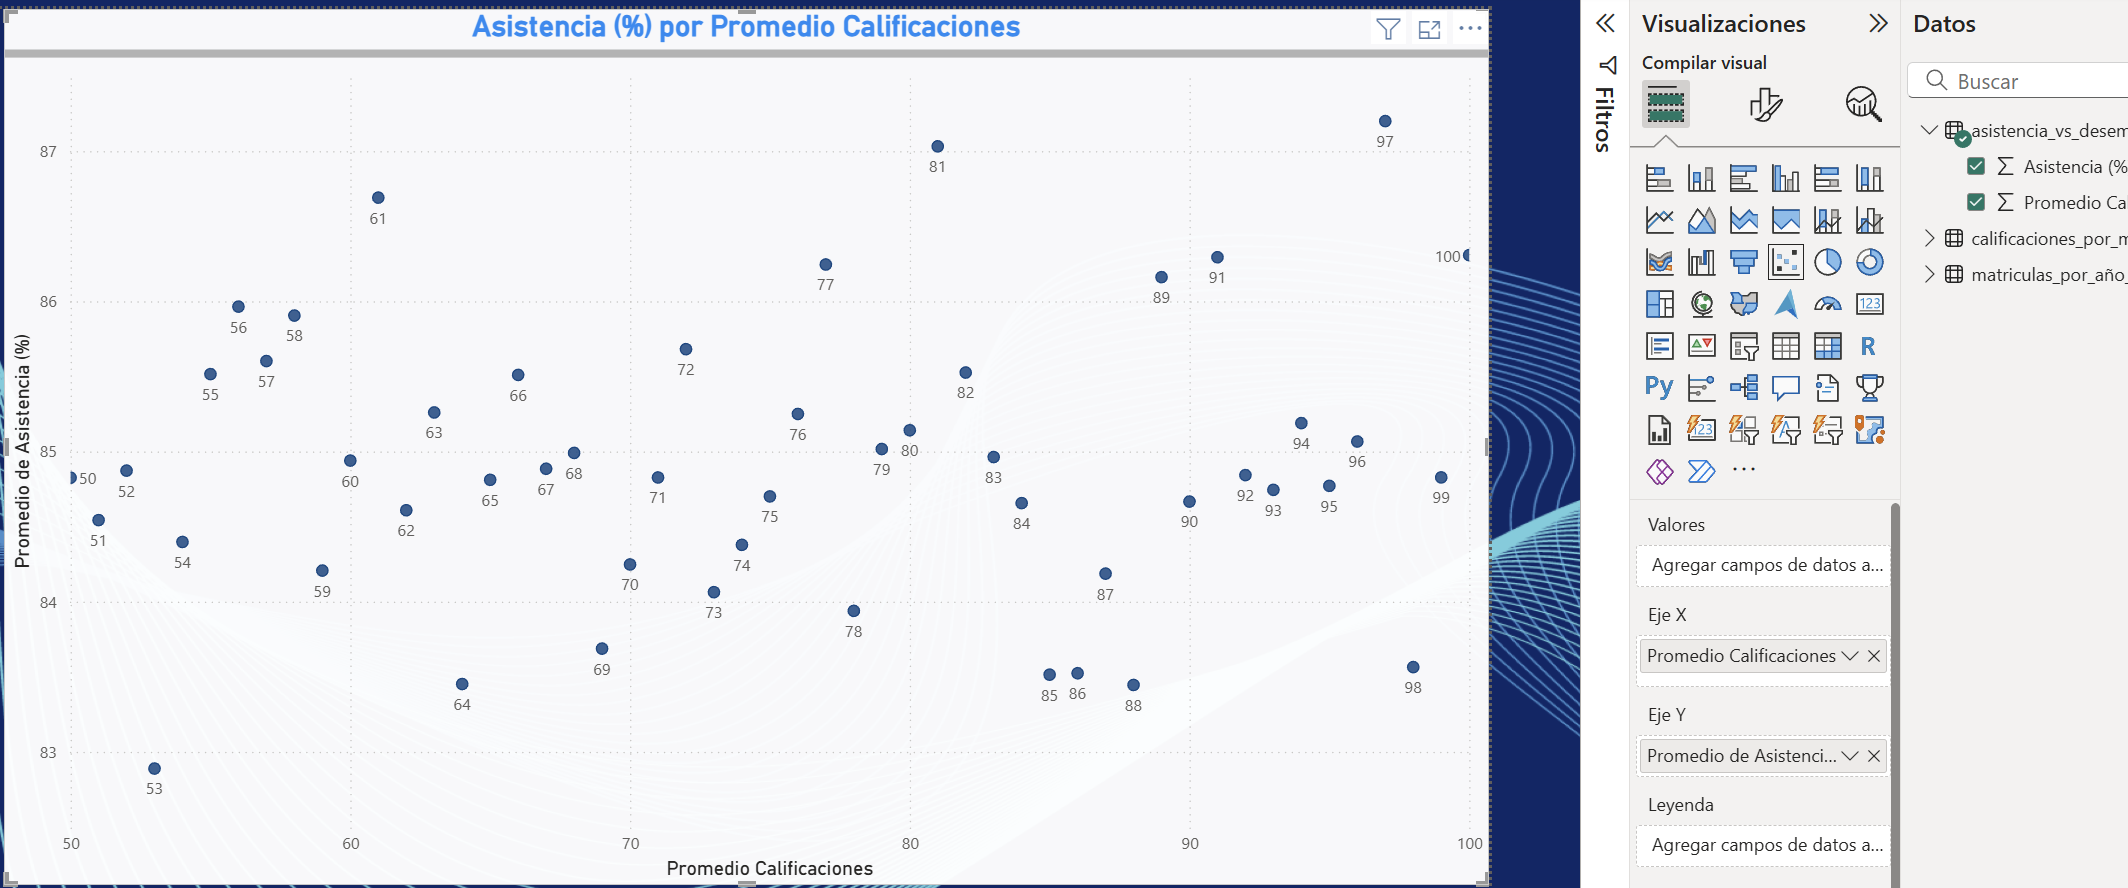 Asistencia (%) por Promedio Calificaciones
Promedio de Asistencia (%)
87
86
85
84
83
97
81
61
100
91
89
77
56
58
57
55
72
66
82
63
76
94
80
79
96
68
60
67
83
50
52
65
71
92
99
95
93
75
90
84
62
51
54
74
70
59
87
73
78
69
98
86
85
64
88
53
50
60
70
80
90
100
Promedio Calificaciones
Filtros
Visualizaciones
Compilar visual
123
R
Py
123
Valores
Agregar campos de datos a...
Eje X
Promedio Calificaciones
Eje Y
Promedio de Asistenci...
Leyenda
Agregar campos de datos a...
Datos
Buscar
asistencia_vs_desem
Asistencia (%
Promedio Ca
calificaciones_por_m
matriculas_por_año_